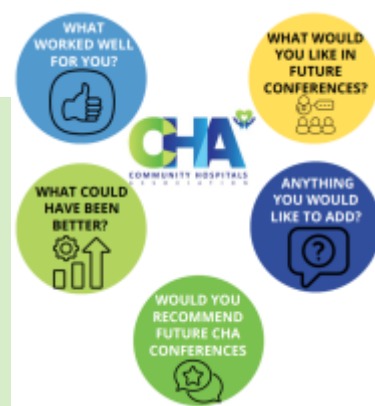 WHAT
WORKED WELL
FOR YOU?
WHAT WOULD
YOU LIKE IN
FUTURE
CONFERENCES?
CHA
COMMUNITY HOSPITALS
ASSOCIATION
WHAT COULD
HAVE BEEN
BETTER?
ANYTHING
YOU WOULD
LIKE TO ADD?
?
WOULD YOU
RECOMMEND
FUTURE CHA
CONFERENCES